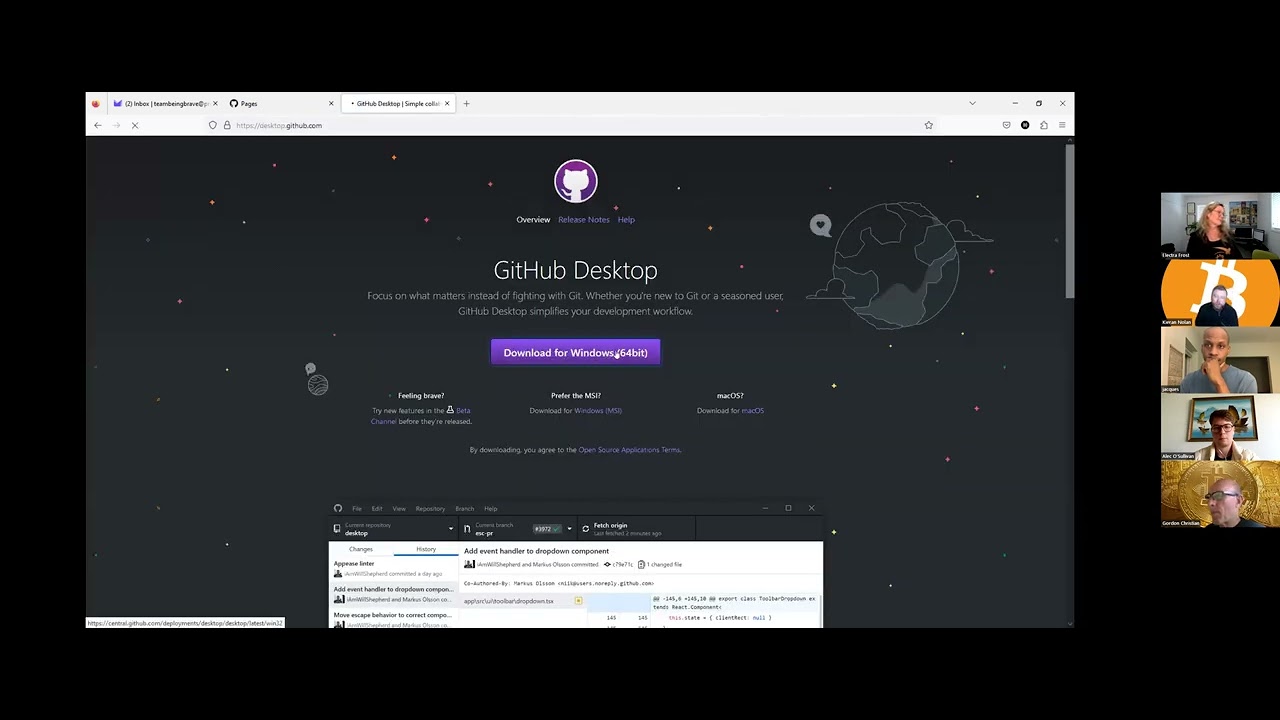 (2) Inbox | teambeingbrave@p
Pages
GitHub Desktop | Simple collab
https://desktop.github.com
Overview Release Notes Help
GitHub Desktop
Focus on what matters instead of fighting with Git. Whether you're new to Git or a seasoned user,
GitHub Desktop simplifies your development workflow.
Download for Windows (64bit)
Feeling brave?
Try new features in the Beta
Channel before they're released.
Prefer the MSI?
Download for Windows (MSI)
macOS?
Download for macOS
By downloading, you agree to the Open Source Applications Terms.
File Edit View Repository Branch Help
Current repository
desktop
Current branch
esc-pr
#3972
Fetch origin
Last fetched 2 minutes ago
Changes History
Appease linter
iAmWillShepherd committed a day ago
Add event handler to dropdown compon...
iAmWillShepherd and Markus Olsson co...
Move escape behavior to correct compo...
iAmWillShepherd and Markus Olsson co...
Add event handler to dropdown component
iAmWillShepherd and Markus Olsson committed
c79e71c
1 changed file
Co-Authored-By: Markus Olsson <niik@users.noreply.github.com>
app\src\ui\toolbar\dropdown.tsx
@@ -145,6 +145,10 @@ export class ToolbarDropdown ex
tends React.Component<
145 145 this.state = { clientRect: null }
https://central.github.com/deployments/desktop/desktop/latest/win32
Electra Frost
Kieran Nolan
jacques
Alec O'Sullivan
Gordon Christian